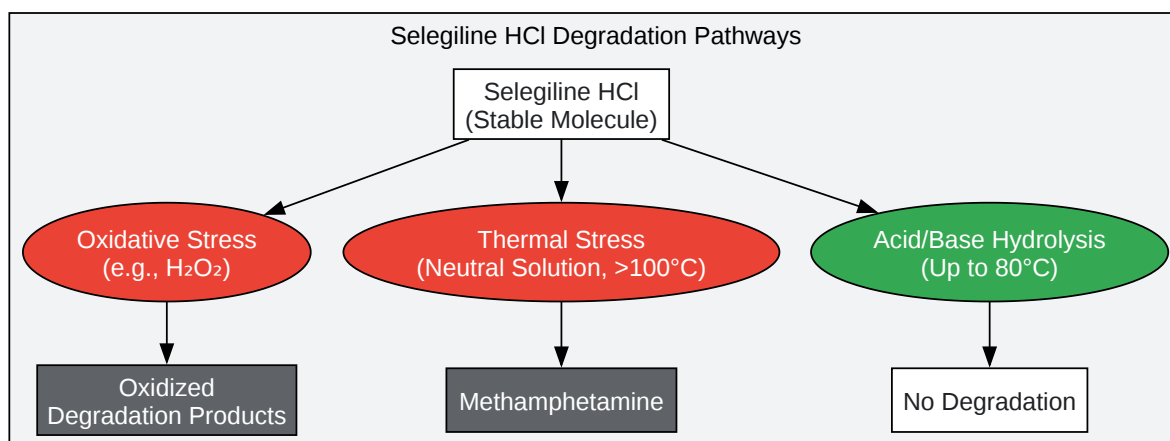 Selegiline HCl Degradation Pathways
Selegiline HCl
(Stable Molecule)
Oxidative Stress
(e.g., H₂O₂)
Thermal Stress
(Neutral Solution, >100°C)
Acid/Base Hydrolysis
(Up to 80°C)
Oxidized
Degradation Products
Methamphetamine
No Degradation